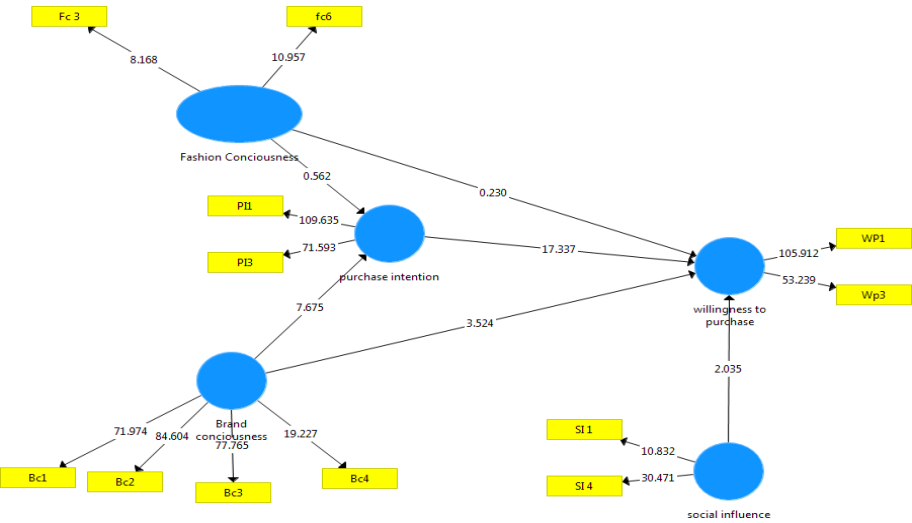 Fc 3
fc6
8.168
10.957
Fashion Conciousness
0.562
0.230
PI1
109.635
PI3
71.593
purchase intention
17.337
WP1
105.912
53.239
Wp3
willingness to
purchase
7.675
3.524
2.035
Brand
conciousness
71.974
84.604
77.765
19.227
Bc1
Bc2
Bc3
Bc4
SI 1
10.832
SI 4
30.471
social influence